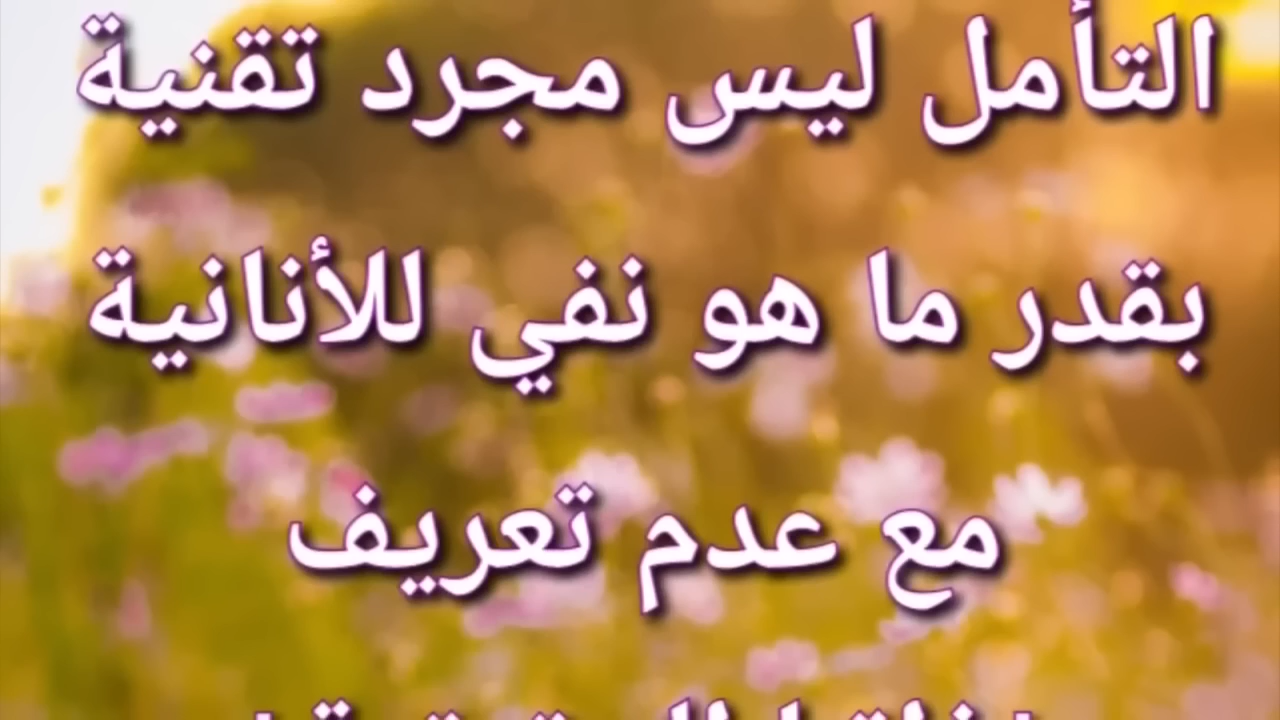 التأمل ليس مجرد تقنية
بقدر ما هو نفي للأنانية
مع عدم تعريف